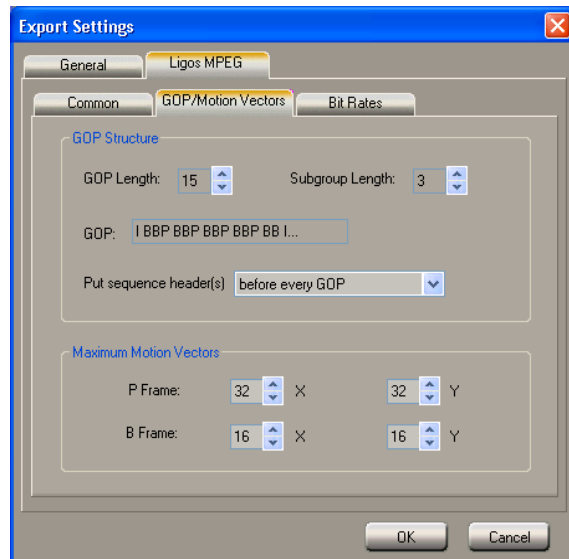 Export Settings
General Ligos MPEG
Common GOP/Motion Vectors Bit Rates
GOP Structure
GOP Length: 15 Subgroup Length: 3
GOP: I BBP BBP BBP BBP BB I...
Put sequence header(s) before every GOP
Maximum Motion Vectors
P Frame: 32 X 32 Y
B Frame: 16 X 16 Y
OK Cancel